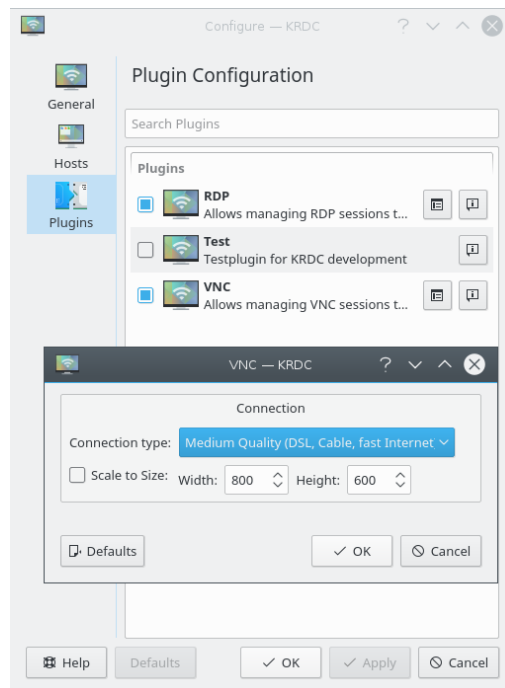 Configure — KRDC
General
Hosts
Plugins
Plugin Configuration
Search Plugins
Plugins
RDP
Allows managing RDP sessions t...
Test
Testplugin for KRDC development
VNC
Allows managing VNC sessions t...
VNC — KRDC
Connection
Connection type: Medium Quality (DSL, Cable, fast Internet
Scale to Size: Width: 800 Height: 600
Defaults OK Cancel
Help Defaults OK Apply Cancel